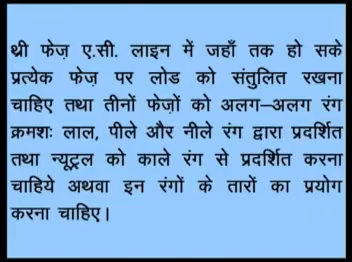 थ्री फेज़ ए.सी. लाइन में जहाँ तक हो सके
प्रत्येक फेज़ पर लोड को संतुलित रखना
चाहिए तथा तीनों फेज़ों को अलग–अलग रंग
क्रमशः लाल, पीले और नीले रंग द्वारा प्रदर्शित
तथा न्यूट्रल को काले रंग से प्रदर्शित करना
चाहिये अथवा इन रंगों के तारों का प्रयोग
करना चाहिए।